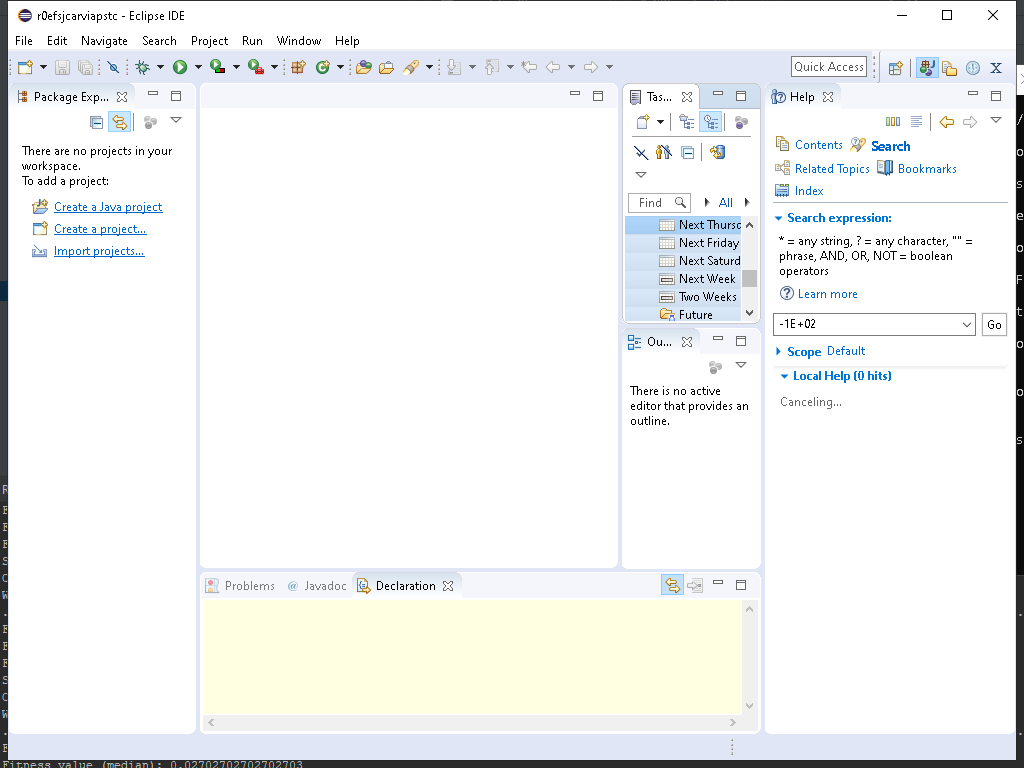 r0efsjcarviapstc - Eclipse IDE
File Edit Navigate Search Project Run Window Help
Quick Access
Package Exp...
There are no projects in your
workspace.
To add a project:
Create a Java project
Create a project...
Import projects...
Tas...
Find
All
Next Thurs
Next Friday
Next Saturd
Next Week
Two Weeks
Future
Ou...
There is no active
editor that provides an
outline.
Problems @ Javadoc Declaration
Help
Contents Search
Related Topics Bookmarks
Index
Search expression:
* = any string, ? = any character, "" =
phrase, AND, OR, NOT = boolean
operators
Learn more
-1E+02
Go
Scope Default
Local Help (0 hits)
Canceling...
Fitness value (median): 0.02702702702702703